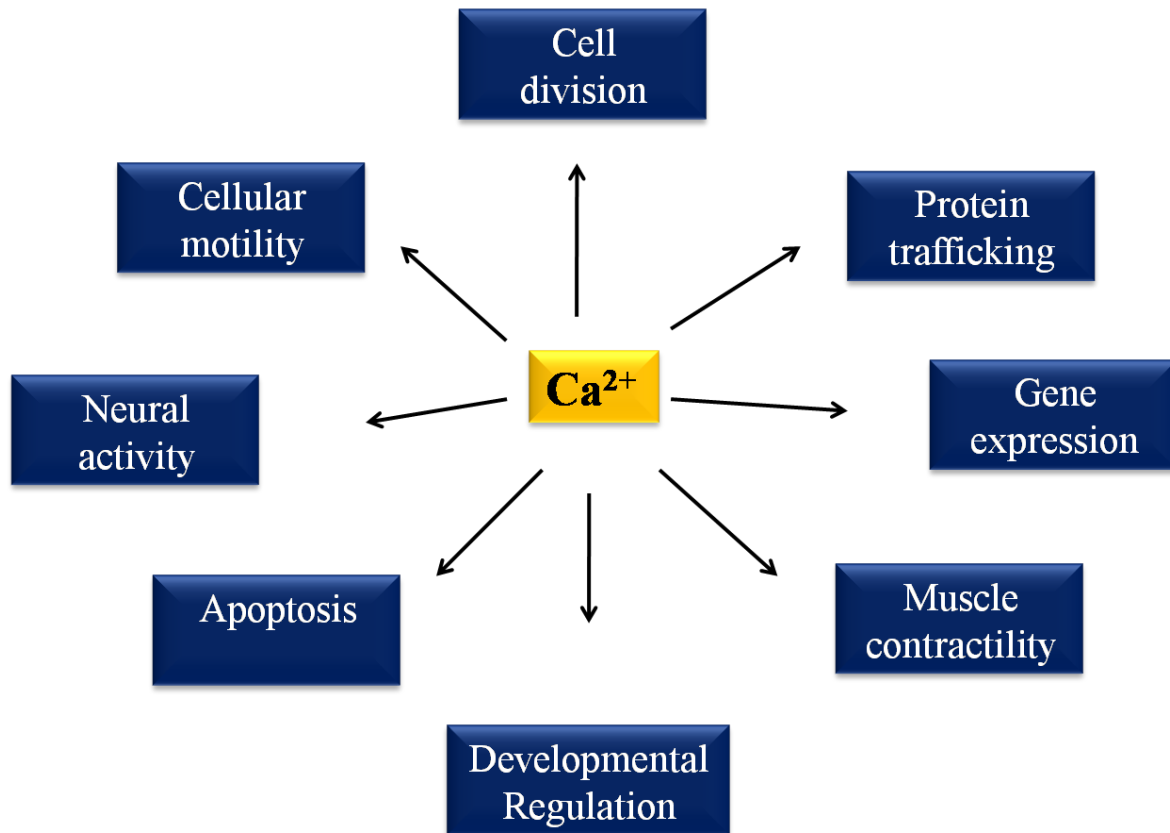 Cell
division
Cellular
motility
Protein
trafficking
Ca²⁺
Neural
activity
Gene
expression
Apoptosis
Muscle
contractility
Developmental
Regulation